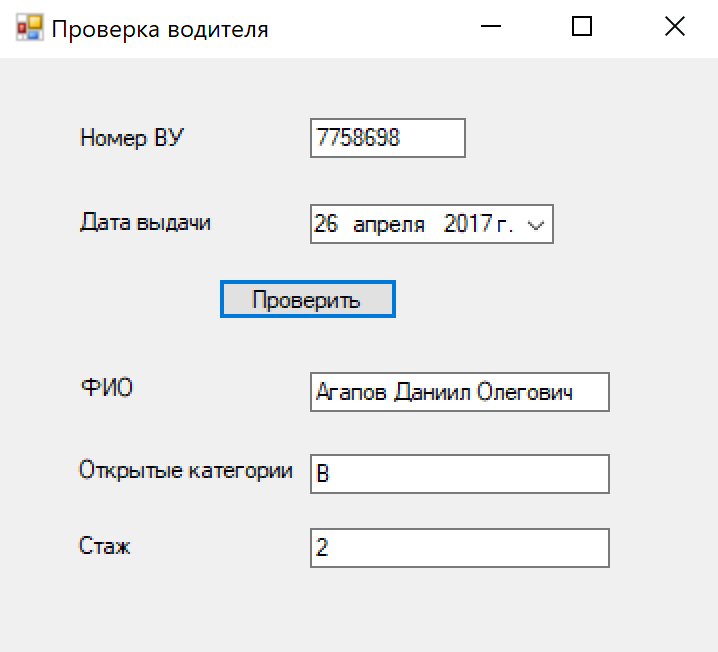 Проверка водителя
Номер ВУ 7758698
Дата выдачи 26 апреля 2017 г.
Проверить
ФИО Агапов Даниил Олегович
Открытые категории B
Стаж 2